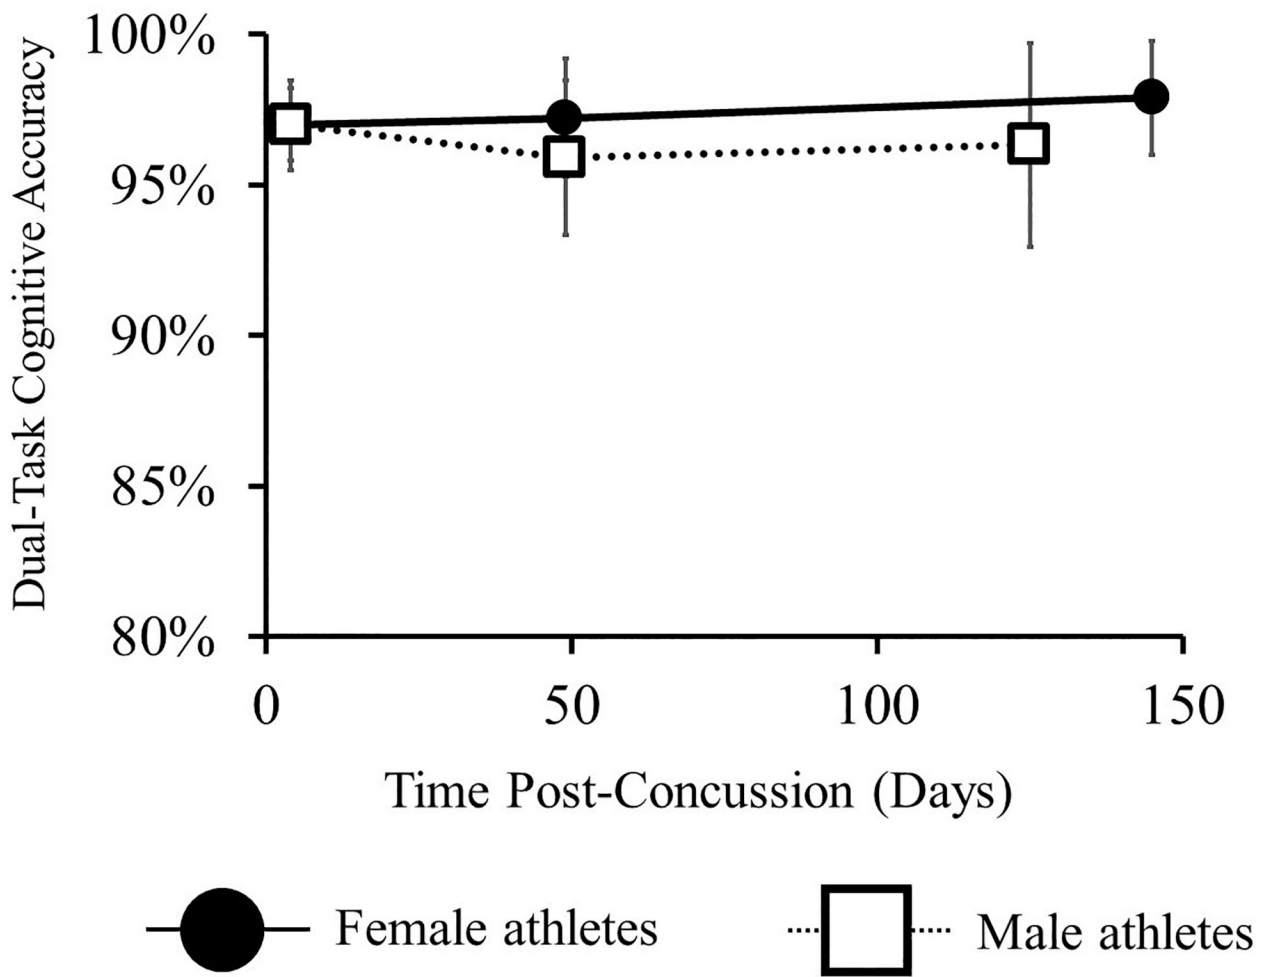 Dual-Task Cognitive Accuracy
100%
95%
90%
85%
80%
0 50 100 150
Time Post-Concussion (Days)
Female athletes Male athletes